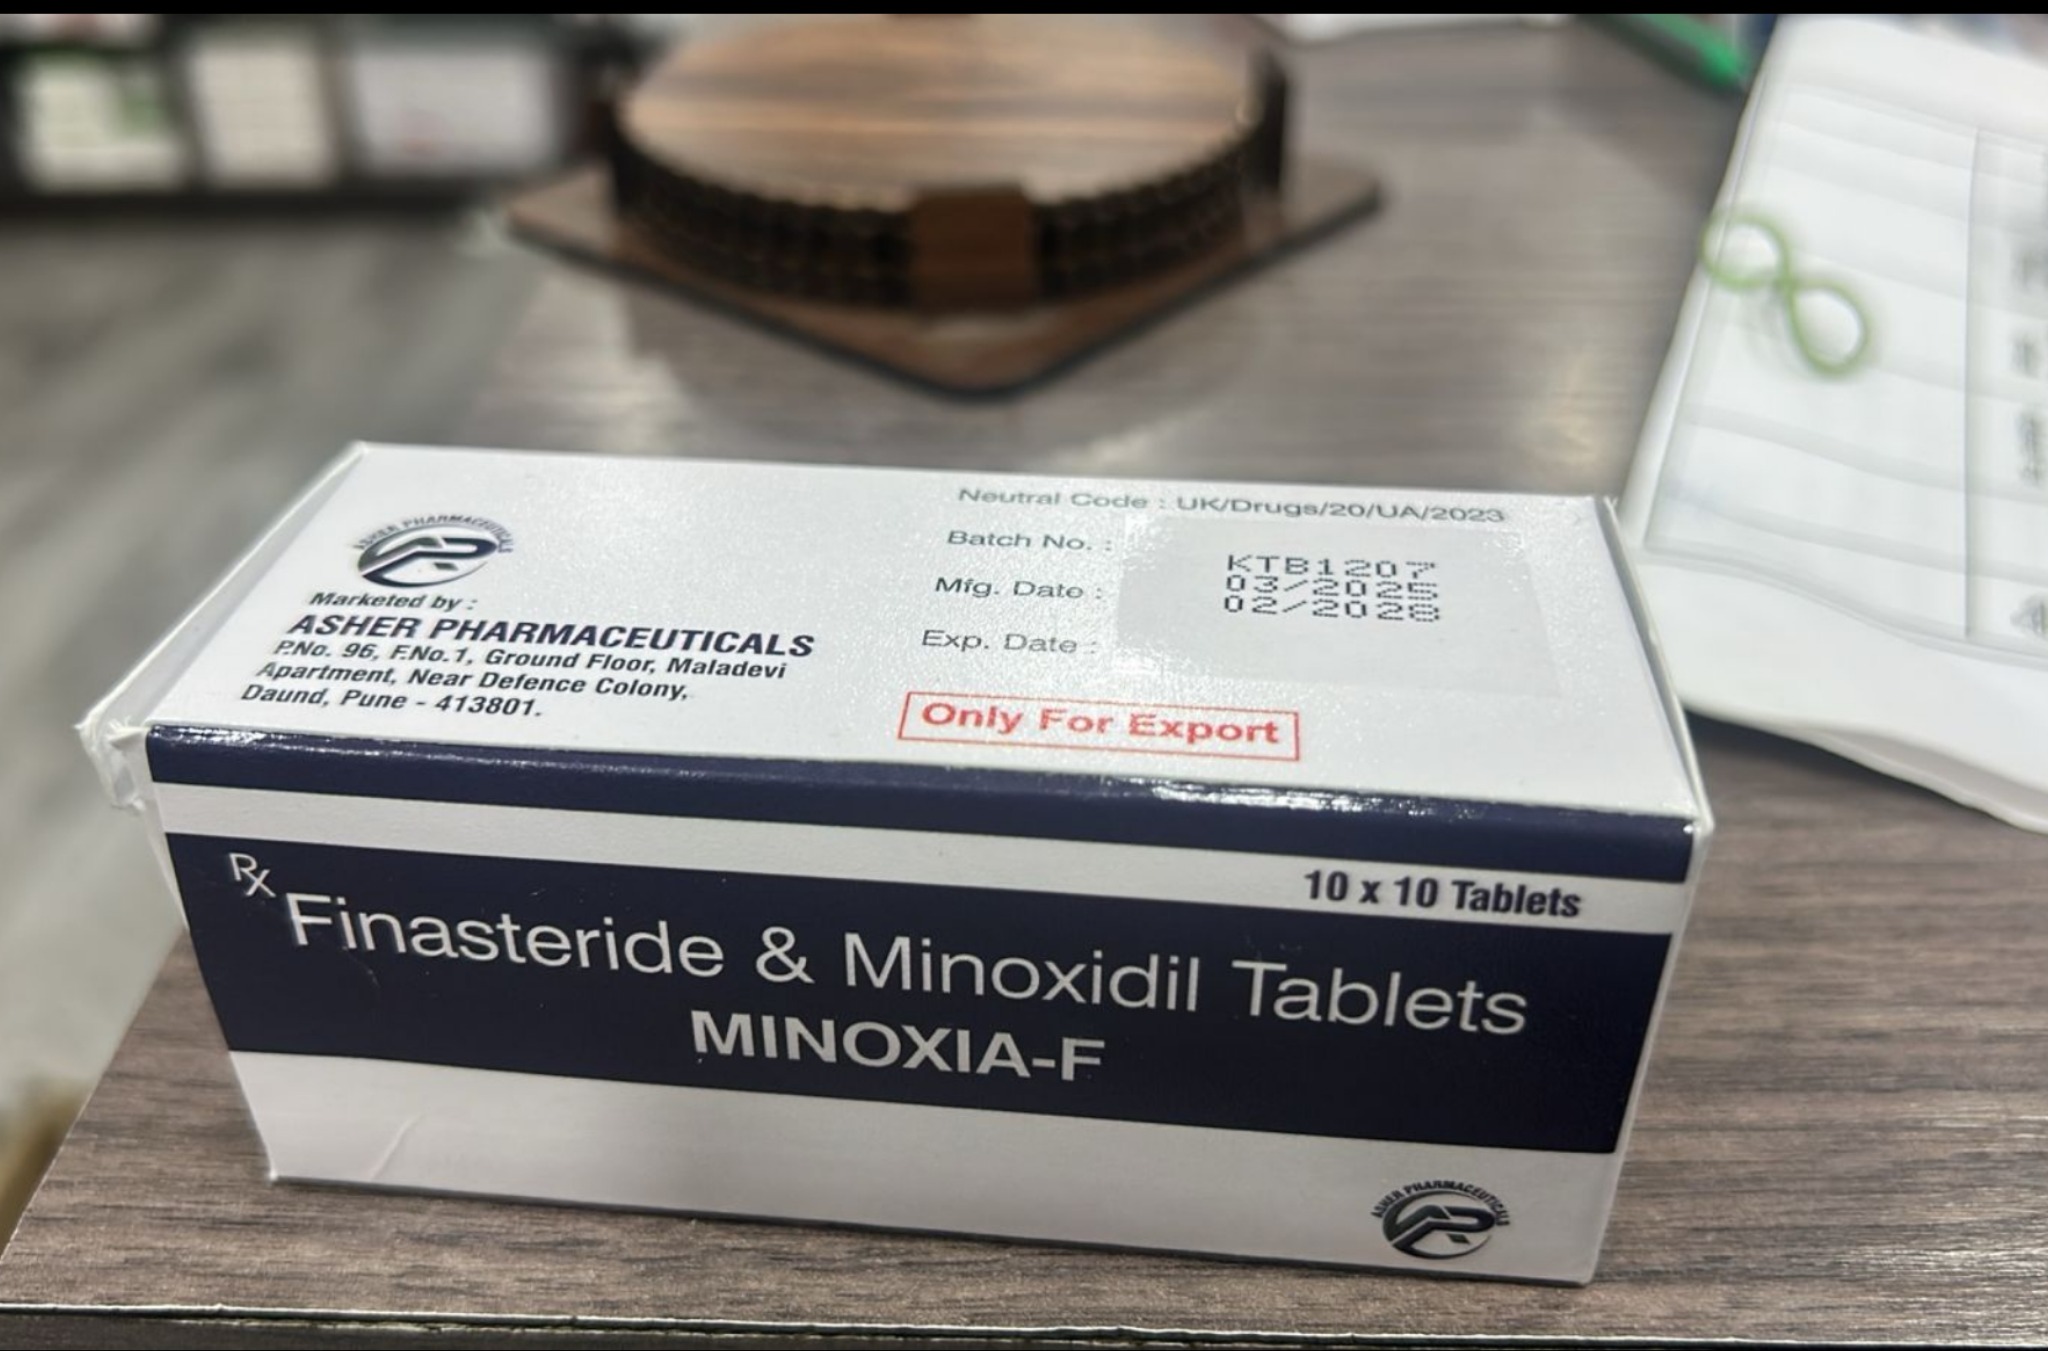 Neutral Code : UK/Drugs/20/UA/2023
Batch No. :
KTB1207
Mfg. Date :
03/2025
02/2028
Exp. Date :
Only For Export
ASHER PHARMACEUTICALS
Marketed by :
ASHER PHARMACEUTICALS
P.No. 96, F.No.1, Ground Floor, Maladevi
Apartment, Near Defence Colony,
Daund, Pune - 413801.
10 x 10 Tablets
Rx
Finasteride & Minoxidil Tablets
MINOXIA-F
ASHER PHARMACEUTICALS